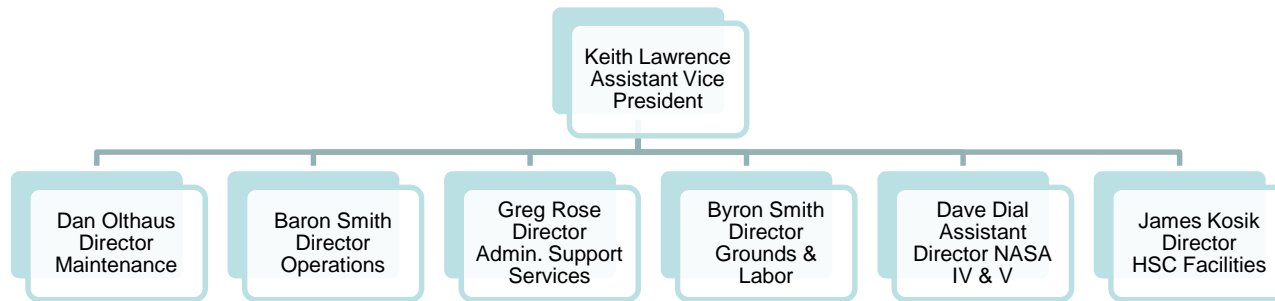 Keith Lawrence
Assistant Vice
President
Dan Olthaus
Director
Maintenance
Baron Smith
Director
Operations
Greg Rose
Director
Admin. Support
Services
Byron Smith
Director
Grounds &
Labor
Dave Dial
Assistant
Director NASA
IV & V
James Kosik
Director
HSC Facilities